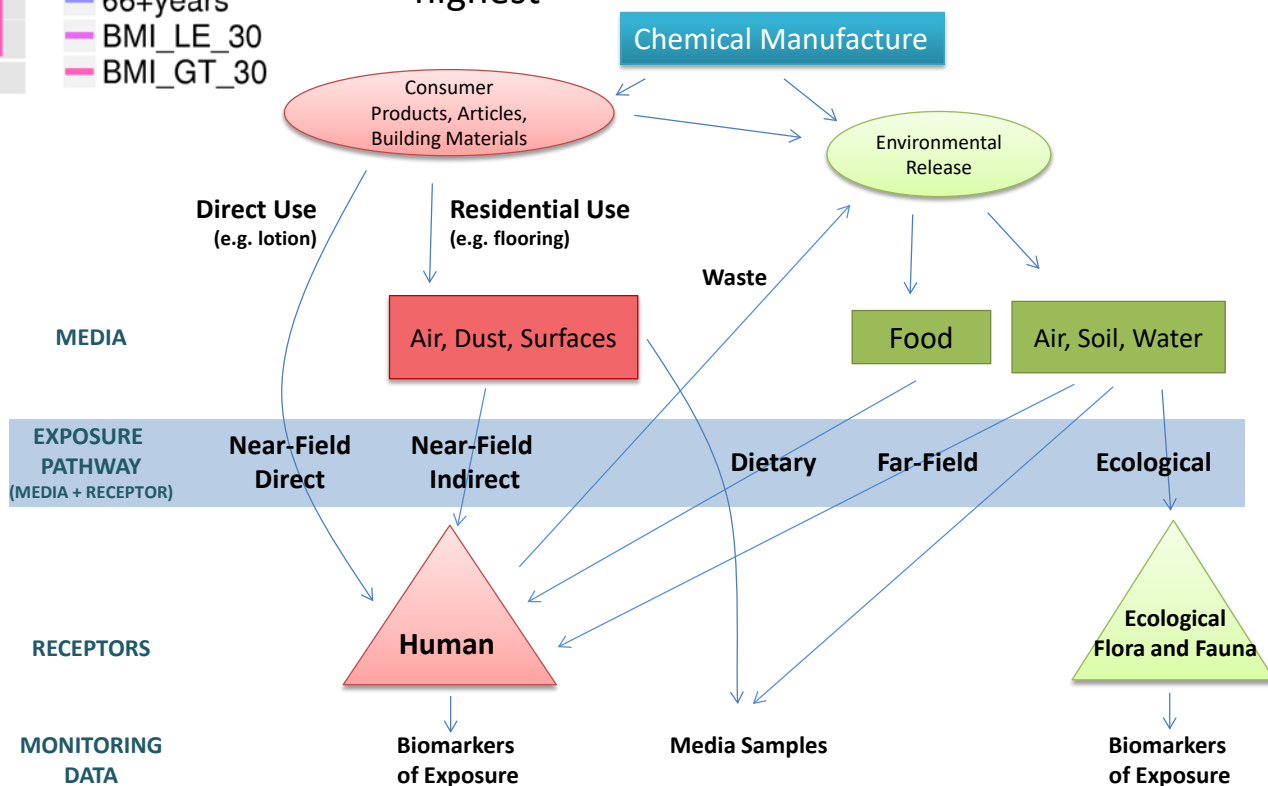 66+years
BMI_LE_30
BMI_GT_30
highest
Chemical Manufacture
Consumer
Products, Articles,
Building Materials
Environmental
Release
Direct Use
(e.g. lotion)
Residential Use
(e.g. flooring)
Waste
MEDIA
Air, Dust, Surfaces
Food
Air, Soil, Water
EXPOSURE
PATHWAY
(MEDIA + RECEPTOR)
Near-Field
Direct
Near-Field
Indirect
Dietary
Far-Field
Ecological
RECEPTORS
Human
Ecological
Flora and Fauna
MONITORING
DATA
Biomarkers
of Exposure
Media Samples
Biomarkers
of Exposure